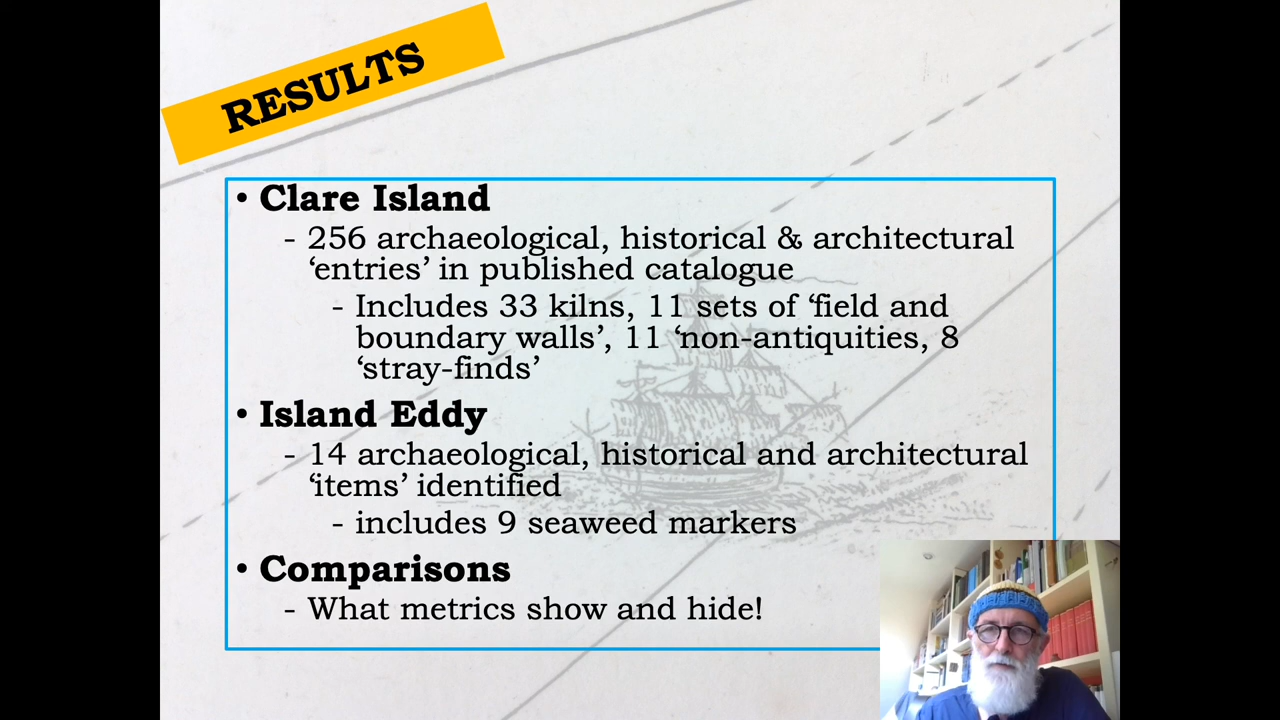 RESULTS
• Clare Island
- 256 archaeological, historical & architectural
‘entries’ in published catalogue
- Includes 33 kilns, 11 sets of ‘field and
boundary walls’, 11 ‘non-antiquities, 8
‘stray-finds’
• Island Eddy
- 14 archaeological, historical and architectural
‘items’ identified
- includes 9 seaweed markers
• Comparisons
- What metrics show and hide!